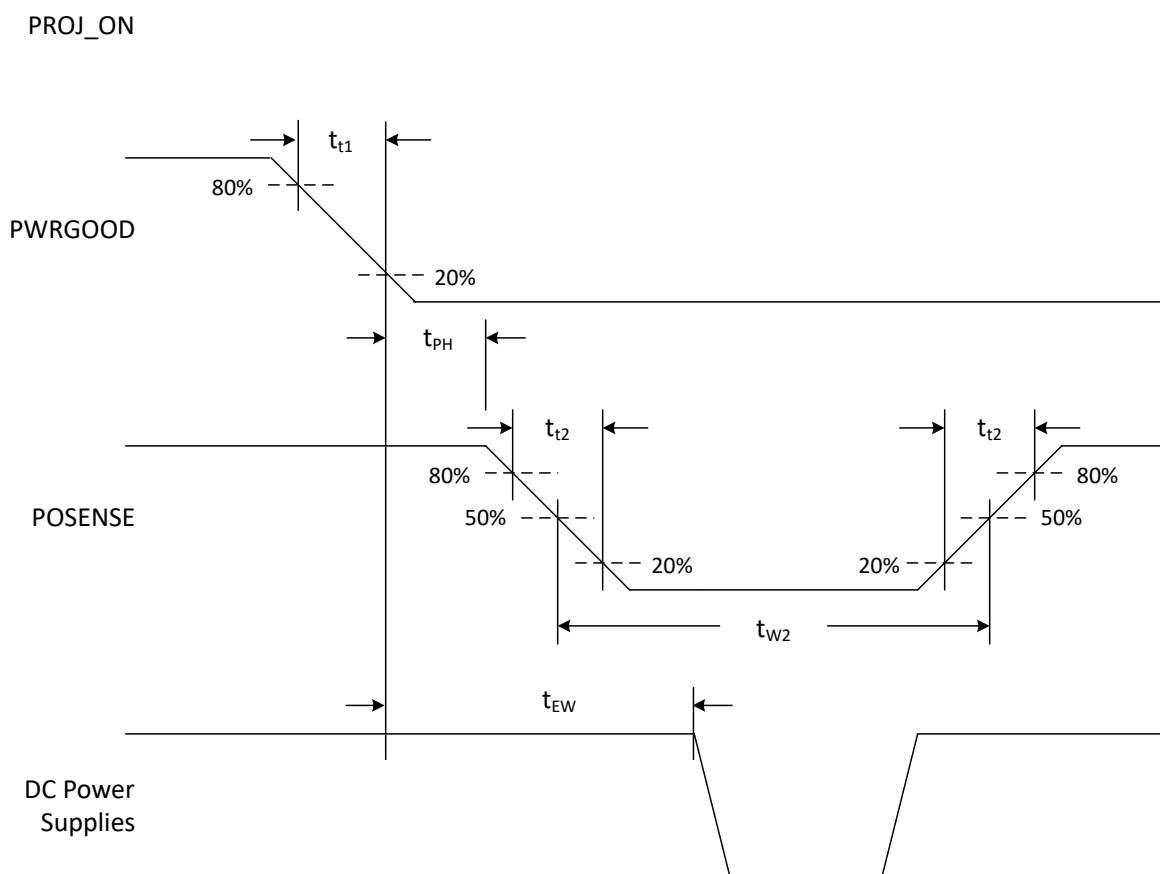 PROJ_ON
t_t1
80%
PWRGOOD
20%
t_PH
t_t2
t_t2
80%
80%
POSENSE
50%
50%
20%
20%
t_W2
t_EW
DC Power
Supplies